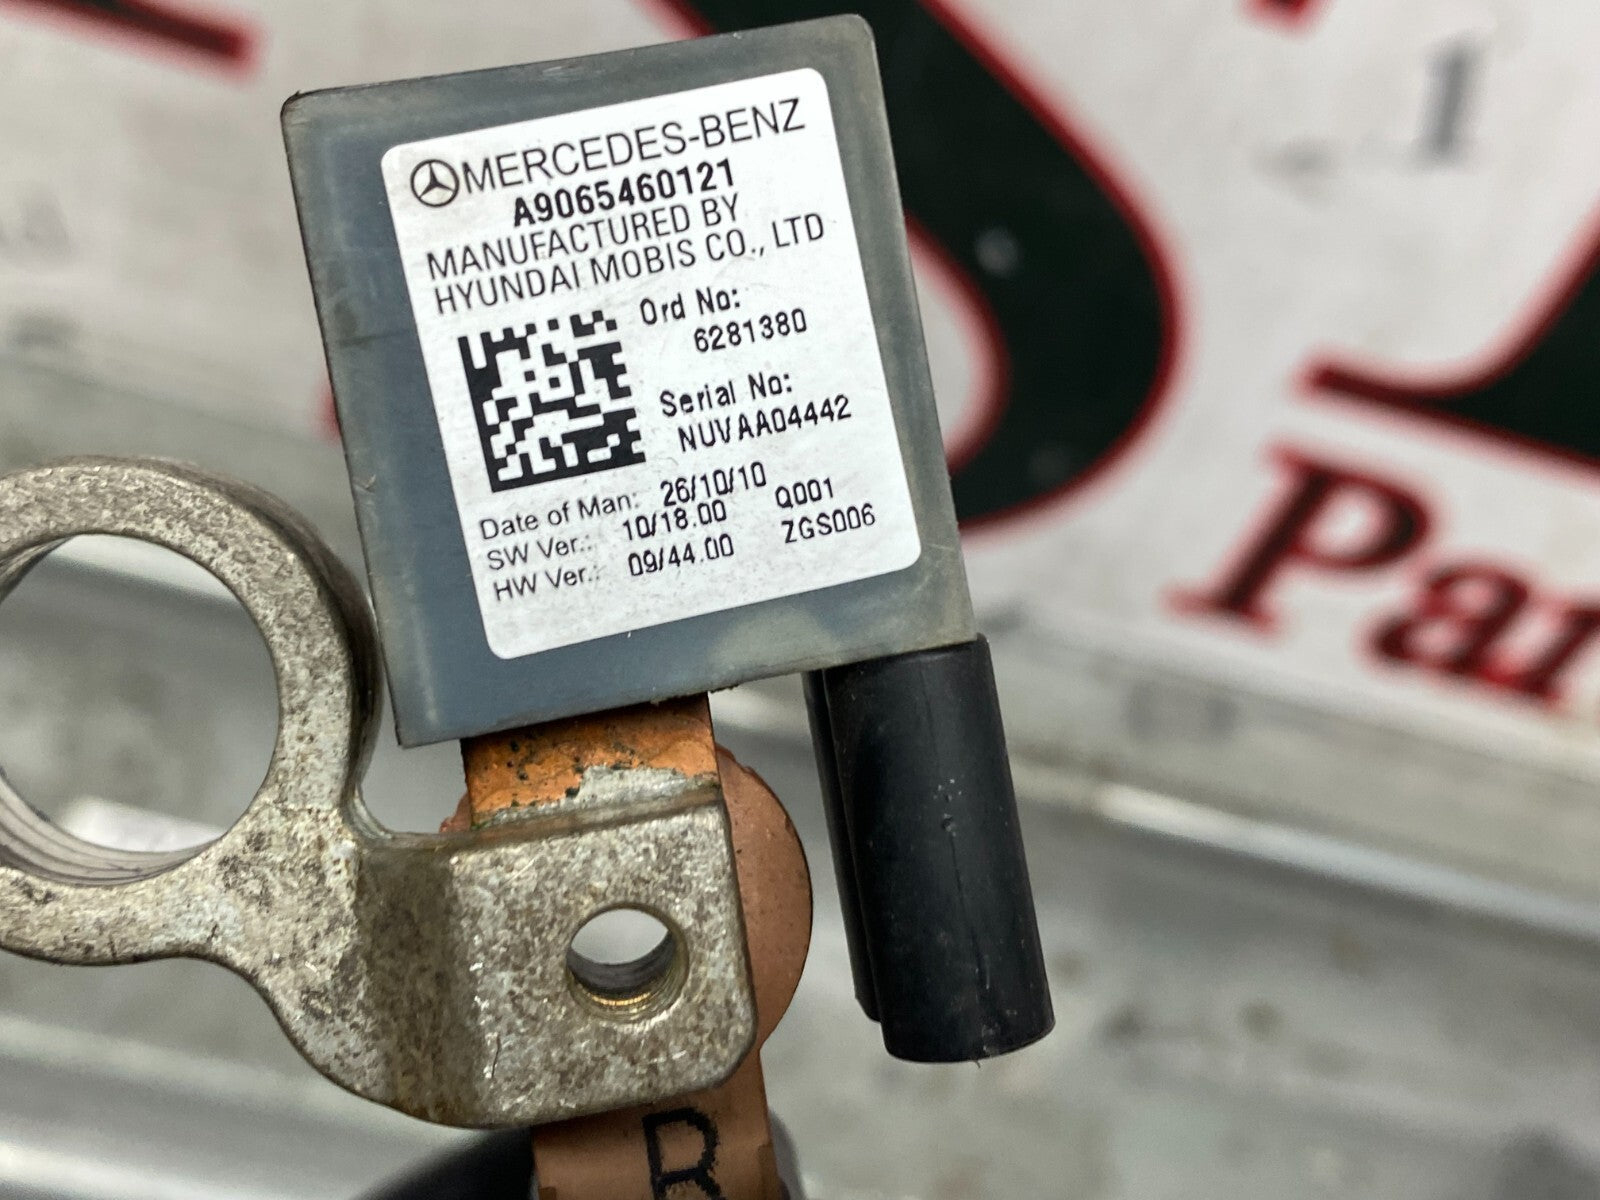 MERCEDES-BENZ
A9065460121
MANUFACTURED BY
HYUNDAI MOBIS CO., LTD
Ord No:
6281380
Serial No:
NUVAA04442
Date of Man: 26/10/10
SW Ver.: 10/18.00 Q001
HW Ver.: 09/44.00 ZGS006
R